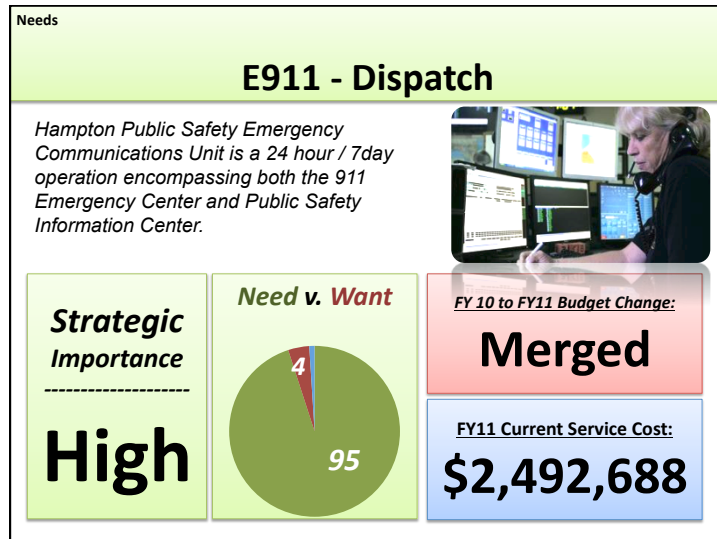 Needs
E911 - Dispatch
Hampton Public Safety Emergency
Communications Unit is a 24 hour / 7day
operation encompassing both the 911
Emergency Center and Public Safety
Information Center.
Strategic
Importance
--------------------
High
Need v. Want
4
95
FY 10 to FY11 Budget Change:
Merged
FY11 Current Service Cost:
$2,492,688